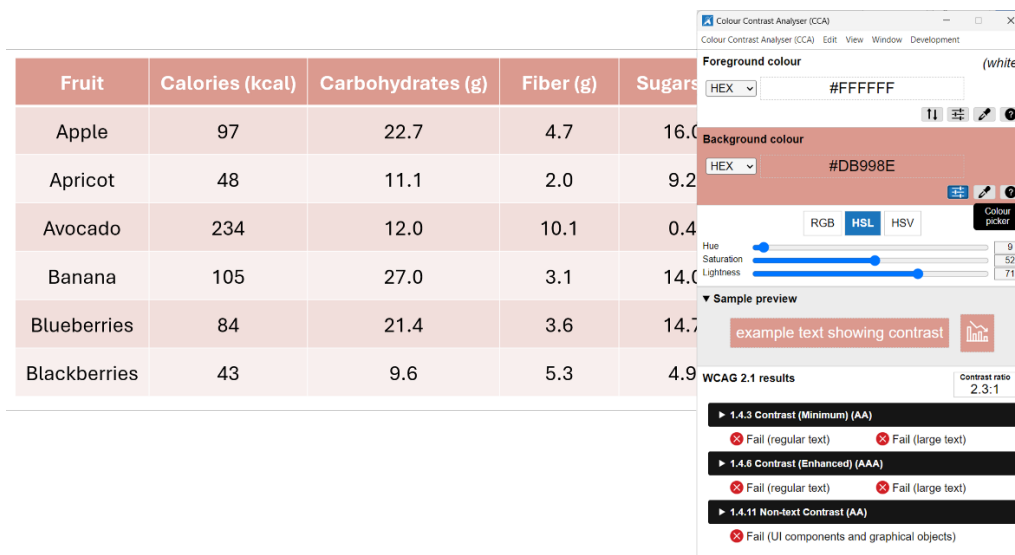 Fruit Calories (kcal) Carbohydrates (g) Fiber (g) Sugars
Apple 97 22.7 4.7 16.0
Apricot 48 11.1 2.0 9.2
Avocado 234 12.0 10.1 0.4
Banana 105 27.0 3.1 14.0
Blueberries 84 21.4 3.6 14.7
Blackberries 43 9.6 5.3 4.9
Colour Contrast Analyser (CCA)
Colour Contrast Analyser (CCA) Edit View Window Development
Foreground colour (white
HEX #FFFFFF
Background colour
HEX #DB998E
Colour
picker
RGB HSL HSV
Hue 9
Saturation 52
Lightness 71
▼ Sample preview
example text showing contrast
WCAG 2.1 results
Contrast ratio
2.3:1
▶ 1.4.3 Contrast (Minimum) (AA)
Fail (regular text) Fail (large text)
▶ 1.4.6 Contrast (Enhanced) (AAA)
Fail (regular text) Fail (large text)
▶ 1.4.11 Non-text Contrast (AA)
Fail (UI components and graphical objects)